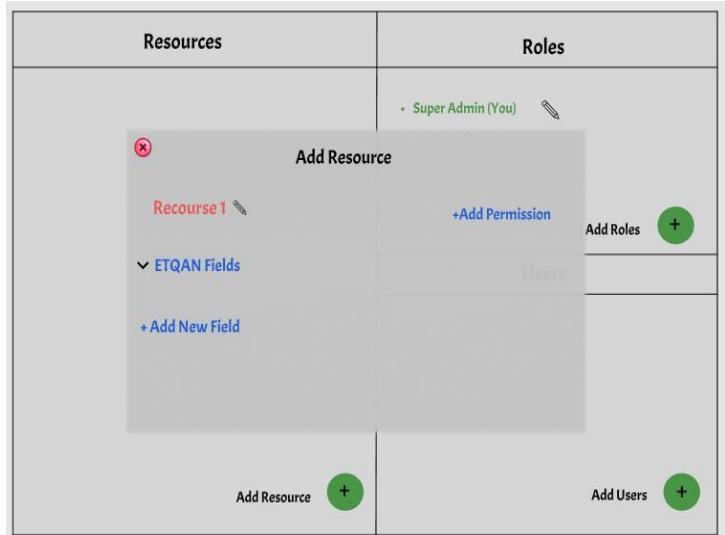 Resources
Roles
• Super Admin (You)
Add Resource
Recourse 1
+Add Permission
Add Roles
+
ETQAN Fields
Users
+ Add New Field
Add Resource
+
Add Users
+